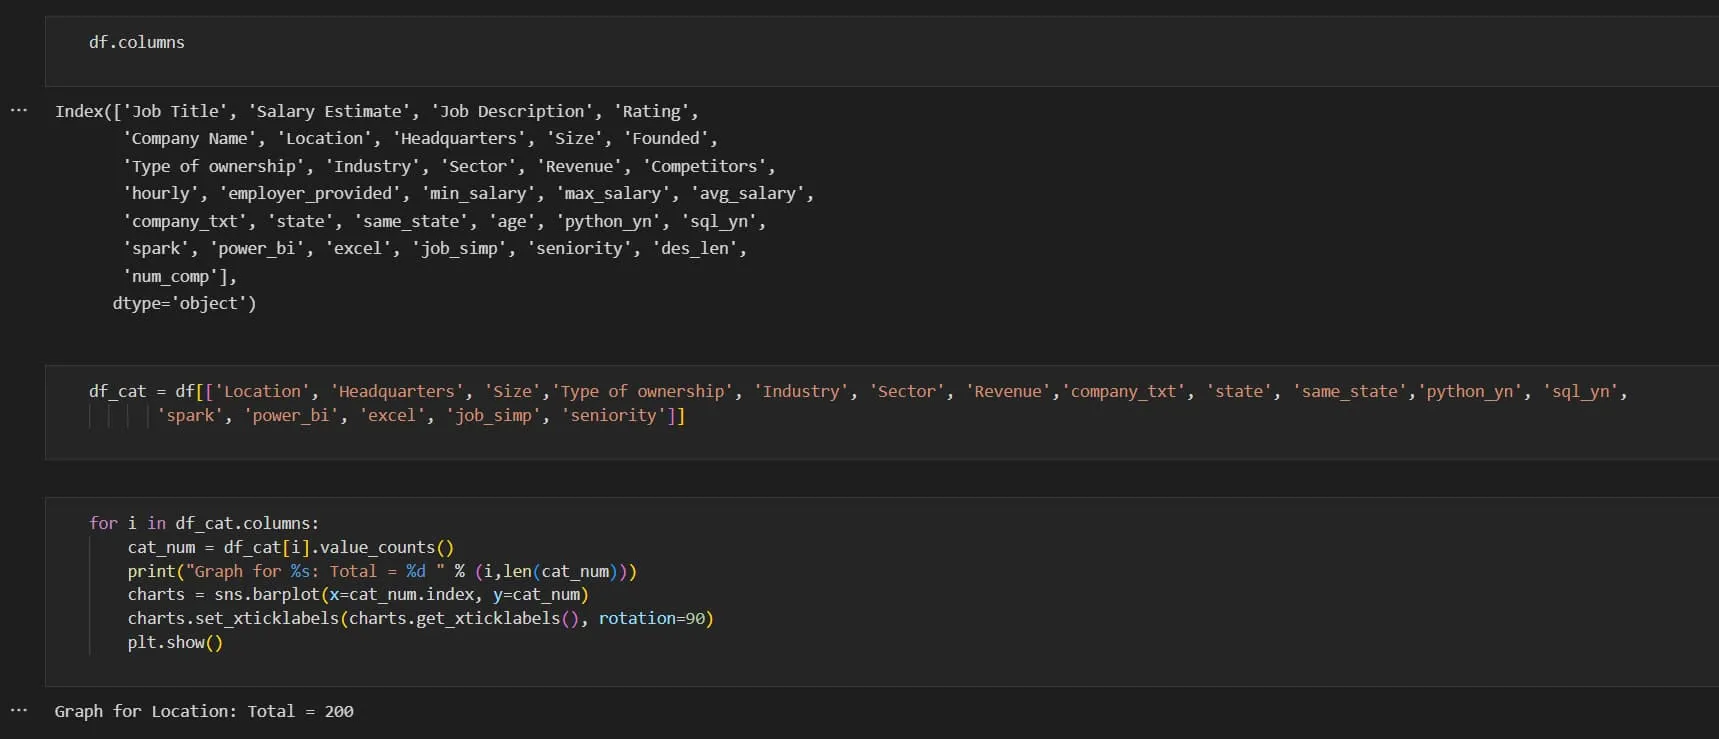 df.columns
Index(['Job Title', 'Salary Estimate', 'Job Description', 'Rating',
'Company Name', 'Location', 'Headquarters', 'Size', 'Founded',
'Type of ownership', 'Industry', 'Sector', 'Revenue', 'Competitors',
'hourly', 'employer_provided', 'min_salary', 'max_salary', 'avg_salary',
'company_txt', 'state', 'same_state', 'age', 'python_yn', 'sql_yn',
'spark', 'power_bi', 'excel', 'job_simp', 'seniority', 'des_len',
'num_comp'],
dtype='object')
df_cat = df[['Location', 'Headquarters', 'Size','Type of ownership', 'Industry', 'Sector', 'Revenue','company_txt', 'state', 'same_state','python_yn', 'sql_yn',
'spark', 'power_bi', 'excel', 'job_simp', 'seniority']]
for i in df_cat.columns:
cat_num = df_cat[i].value_counts()
print("Graph for %s: Total = %d " % (i,len(cat_num)))
charts = sns.barplot(x=cat_num.index, y=cat_num)
charts.set_xticklabels(charts.get_xticklabels(), rotation=90)
plt.show()
Graph for Location: Total = 200